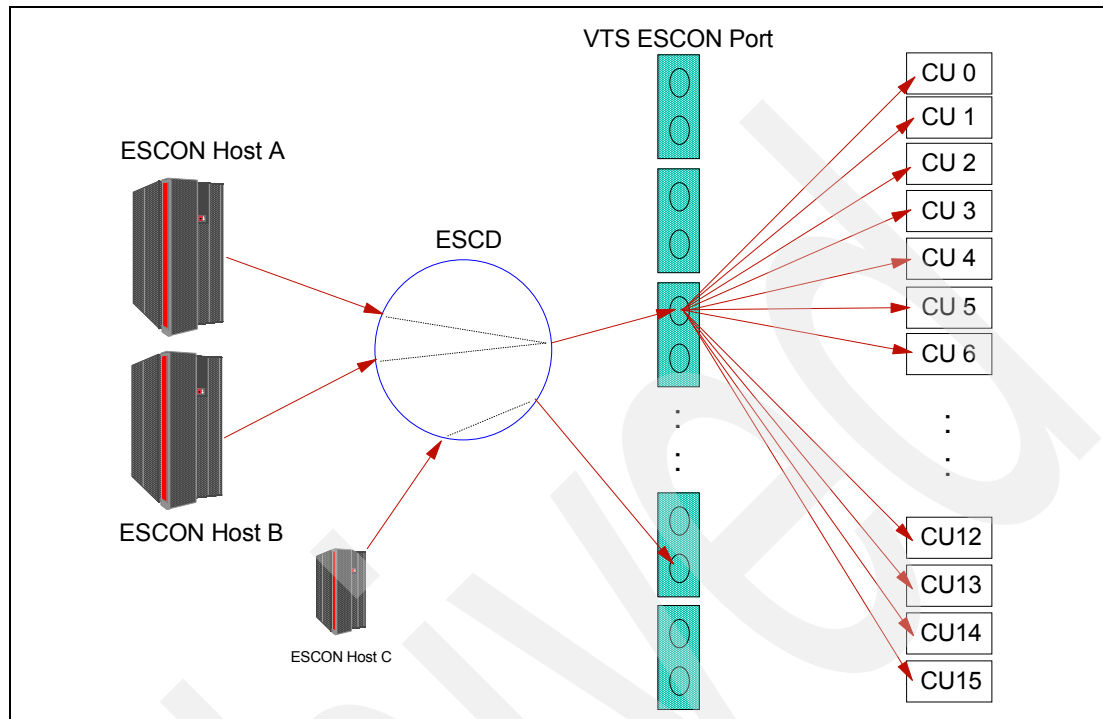 VTS ESCON Port
CU 0
CU 1
CU 2
CU 3
CU 4
CU 5
CU 6
ESCON Host A
ESCD
ESCON Host B
ESCON Host C
CU12
CU13
CU14
CU15